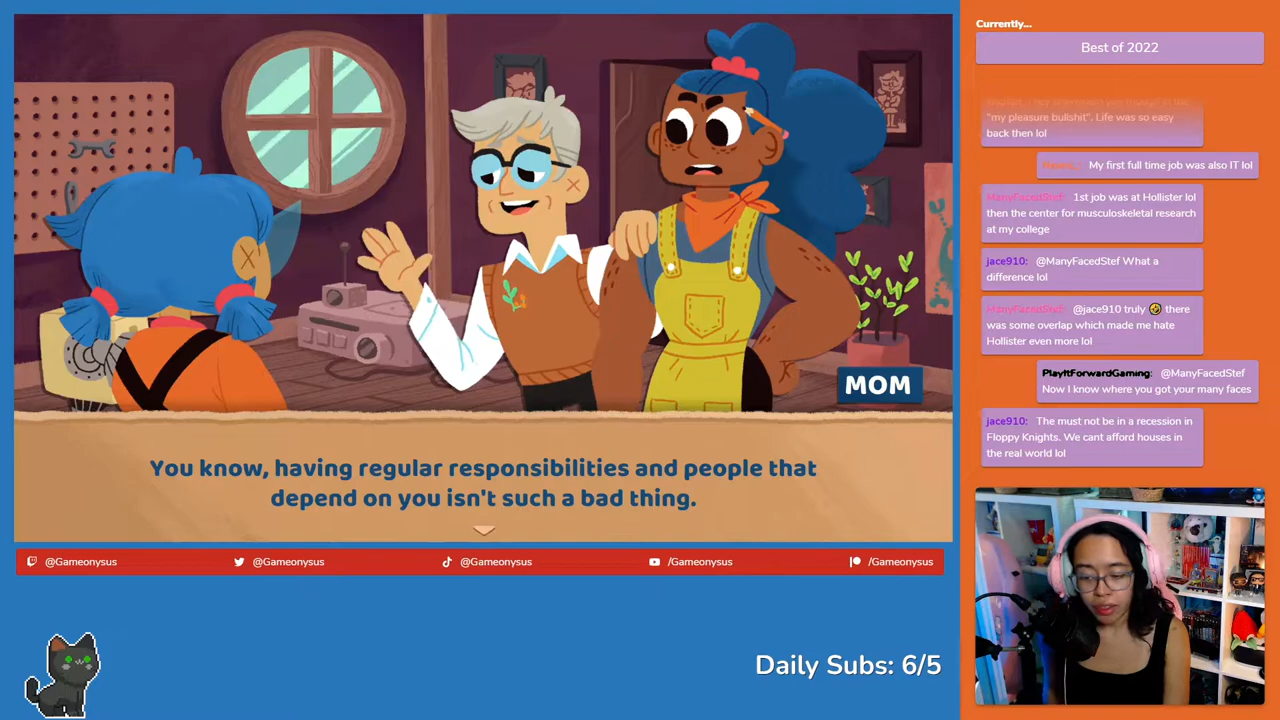 Currently...
Best of 2022
"my pleasure bullshit". Life was so easy
back then lol
My first full time job was also IT lol
ManyFacedStef: 1st job was at Hollister lol
then the center for musculoskeletal research
at my college
jace910: @ManyFacedStef What a
difference lol
ManyFacedStef: @jace910 truly 🤣 there
was some overlap which made me hate
Hollister even more lol
PlayItForwardGaming: @ManyFacedStef
Now I know where you got your many faces
jace910: The must not be in a recession in
Floppy Knights. We cant afford houses in
the real world lol
MOM
You know, having regular responsibilities and people that
depend on you isn't such a bad thing.
@Gameonysus
@Gameonysus
@Gameonysus
/Gameonysus
/Gameonysus
Daily Subs: 6/5